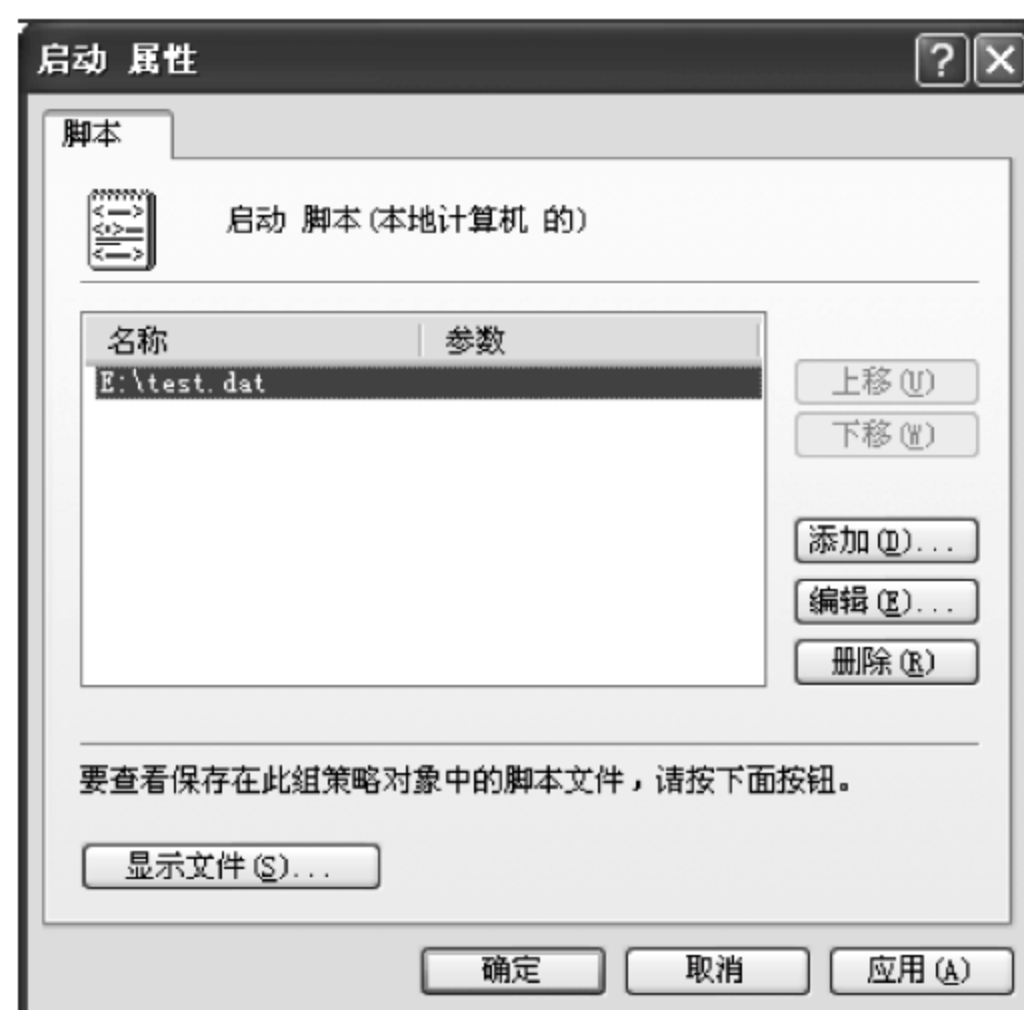 启动 属性
脚本
启动 脚本(本地计算机 的)
名称 参数
E:\test.dat
上移(U)
下移(W)
添加(D)...
编辑(E)...
删除(R)
要查看保存在此组策略对象中的脚本文件，请按下面按钮。
显示文件(S)...
确定 取消 应用(A)